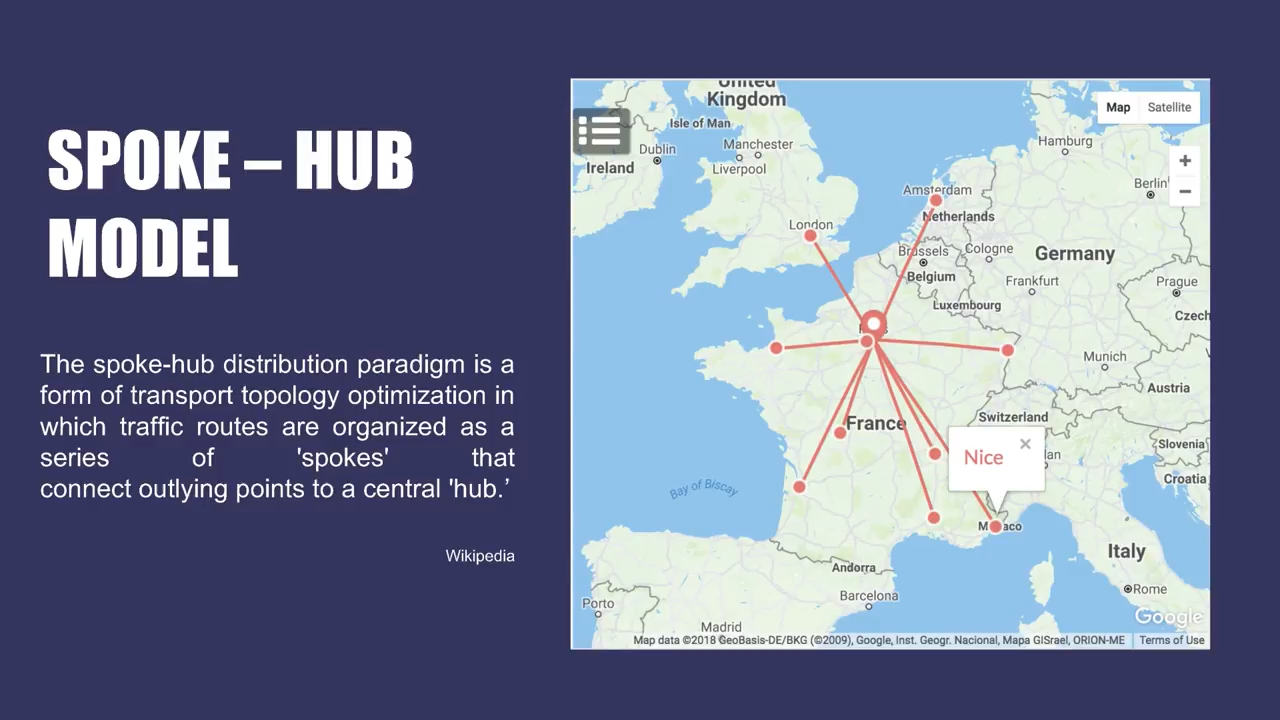 SPOKE – HUB
MODEL
The spoke-hub distribution paradigm is a
form of transport topology optimization in
which traffic routes are organized as a
series of 'spokes' that
connect outlying points to a central 'hub.’
Wikipedia
United
Kingdom
Isle of Man
Dublin
Ireland
Manchester
Liverpool
Map
Satellite
Hamburg
Berlin
Amsterdam
Netherlands
London
Brussels
Cologne
Germany
Belgium
Frankfurt
Prague
Luxembourg
Czech
Munich
Austria
Switzerland
France
Slovenia
Nice
Croatia
Bay of Biscay
Italy
Andorra
Barcelona
Rome
Porto
Madrid
Google
Map data ©2018 GeoBasis-DE/BKG (©2009), Google, Inst. Geogr. Nacional, Mapa GISrael, ORION-ME
Terms of Use